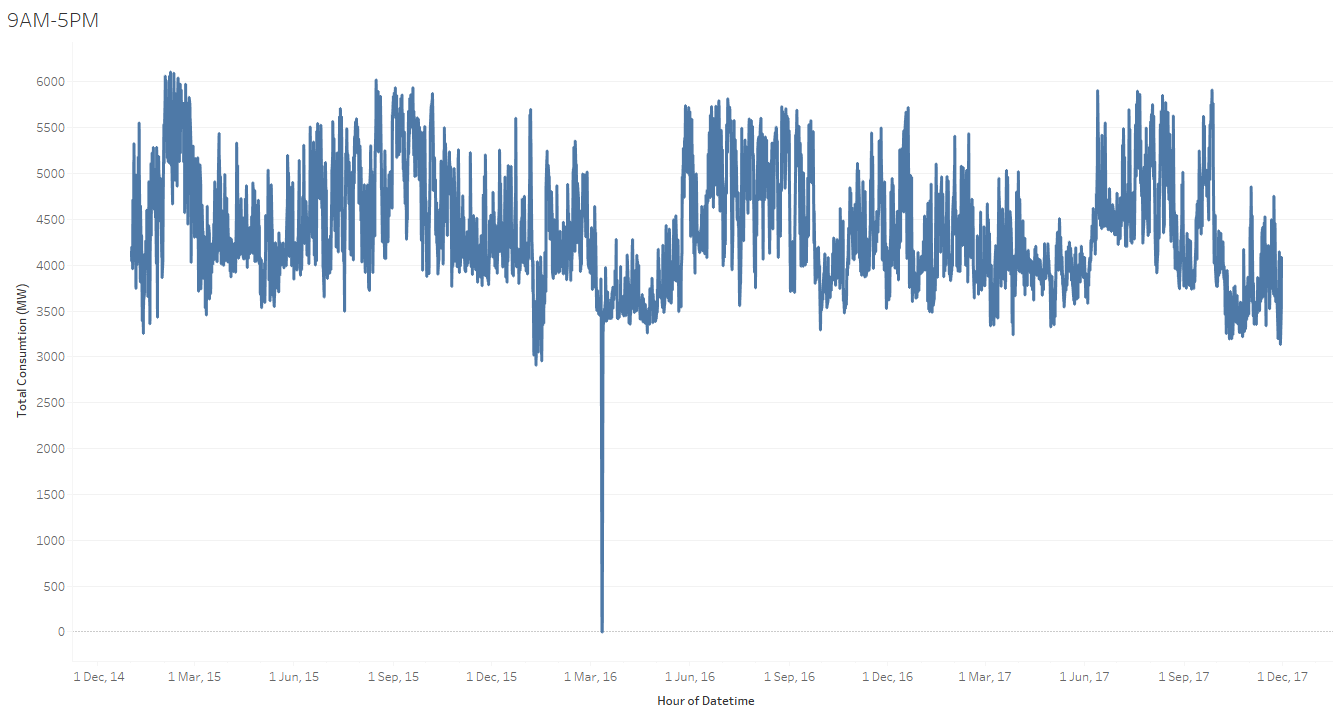 9AM-5PM
6000
5500
5000
4500
4000
3500
3000
2500
2000
1500
1000
500
0
Total Consumtion (MW)
1 Dec, 14
1 Mar, 15
1 Jun, 15
1 Sep, 15
1 Dec, 15
1 Mar, 16
1 Jun, 16
1 Sep, 16
1 Dec, 16
1 Mar, 17
1 Jun, 17
1 Sep, 17
1 Dec, 17
Hour of Datetime